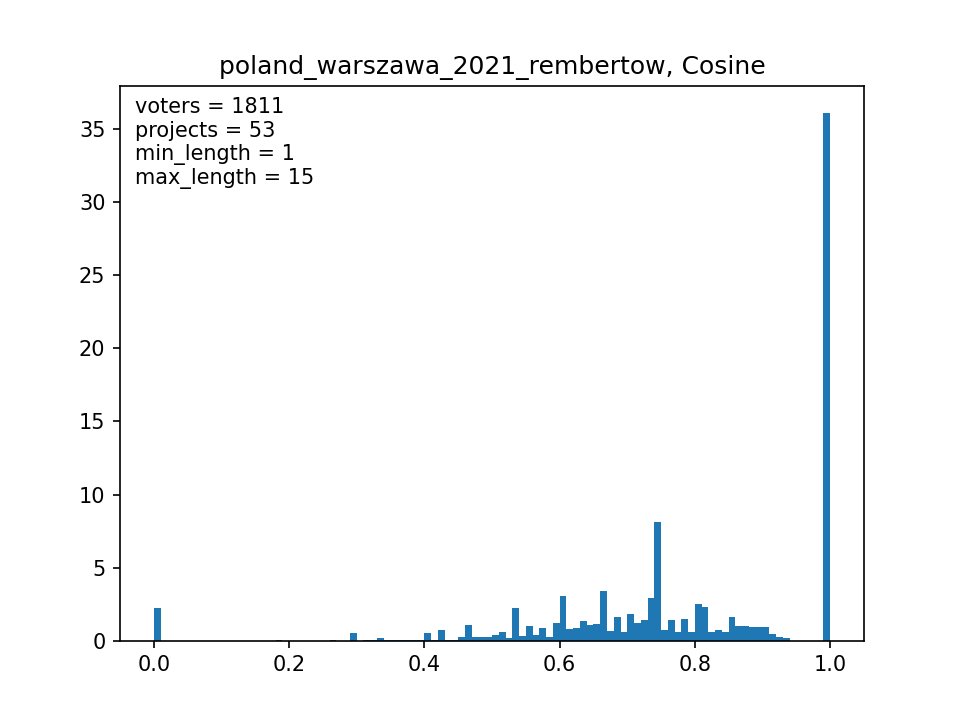 poland_warszawa_2021_rembertow, Cosine
voters = 1811
projects = 53
min_length = 1
max_length = 15
35
30
25
20
15
10
5
0
0.0 0.2 0.4 0.6 0.8 1.0